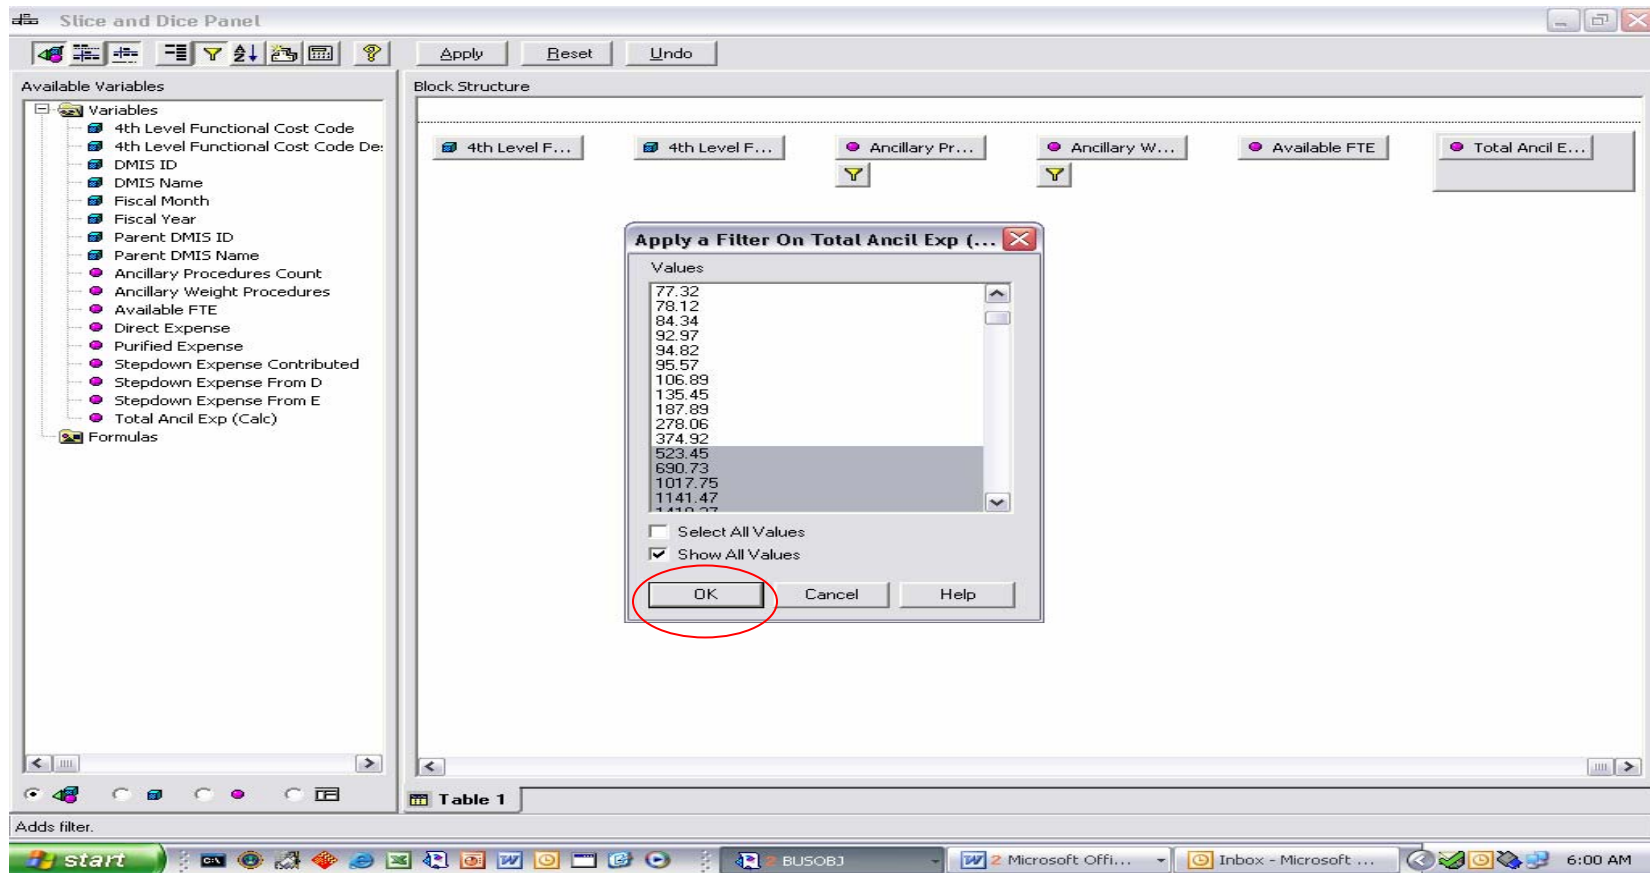 Slice and Dice Panel
Apply
Reset
Undo
Available Variables
Block Structure
Variables
4th Level Functional Cost Code
4th Level Functional Cost Code De
DMIS ID
DMIS Name
Fiscal Month
Fiscal Year
Parent DMIS ID
Parent DMIS Name
Ancillary Procedures Count
Ancillary Weight Procedures
Available FTE
Direct Expense
Purified Expense
Stepdown Expense Contributed
Stepdown Expense From D
Stepdown Expense From E
Total Ancil Exp (Calc)
Formulas
4th Level F...
4th Level F...
Ancillary Pr...
Ancillary W...
Available FTE
Total Ancil E...
Apply a Filter On Total Ancil Exp (...
Values
77.32
78.12
84.34
92.97
94.82
95.57
106.89
135.45
187.89
278.06
374.92
523.45
690.73
1017.75
1141.47
Select All Values
Show All Values
OK
Cancel
Help
Table 1
Adds filter.
start
2 BUSOBJ
2 Microsoft Offi...
Inbox - Microsoft ...
6:00 AM